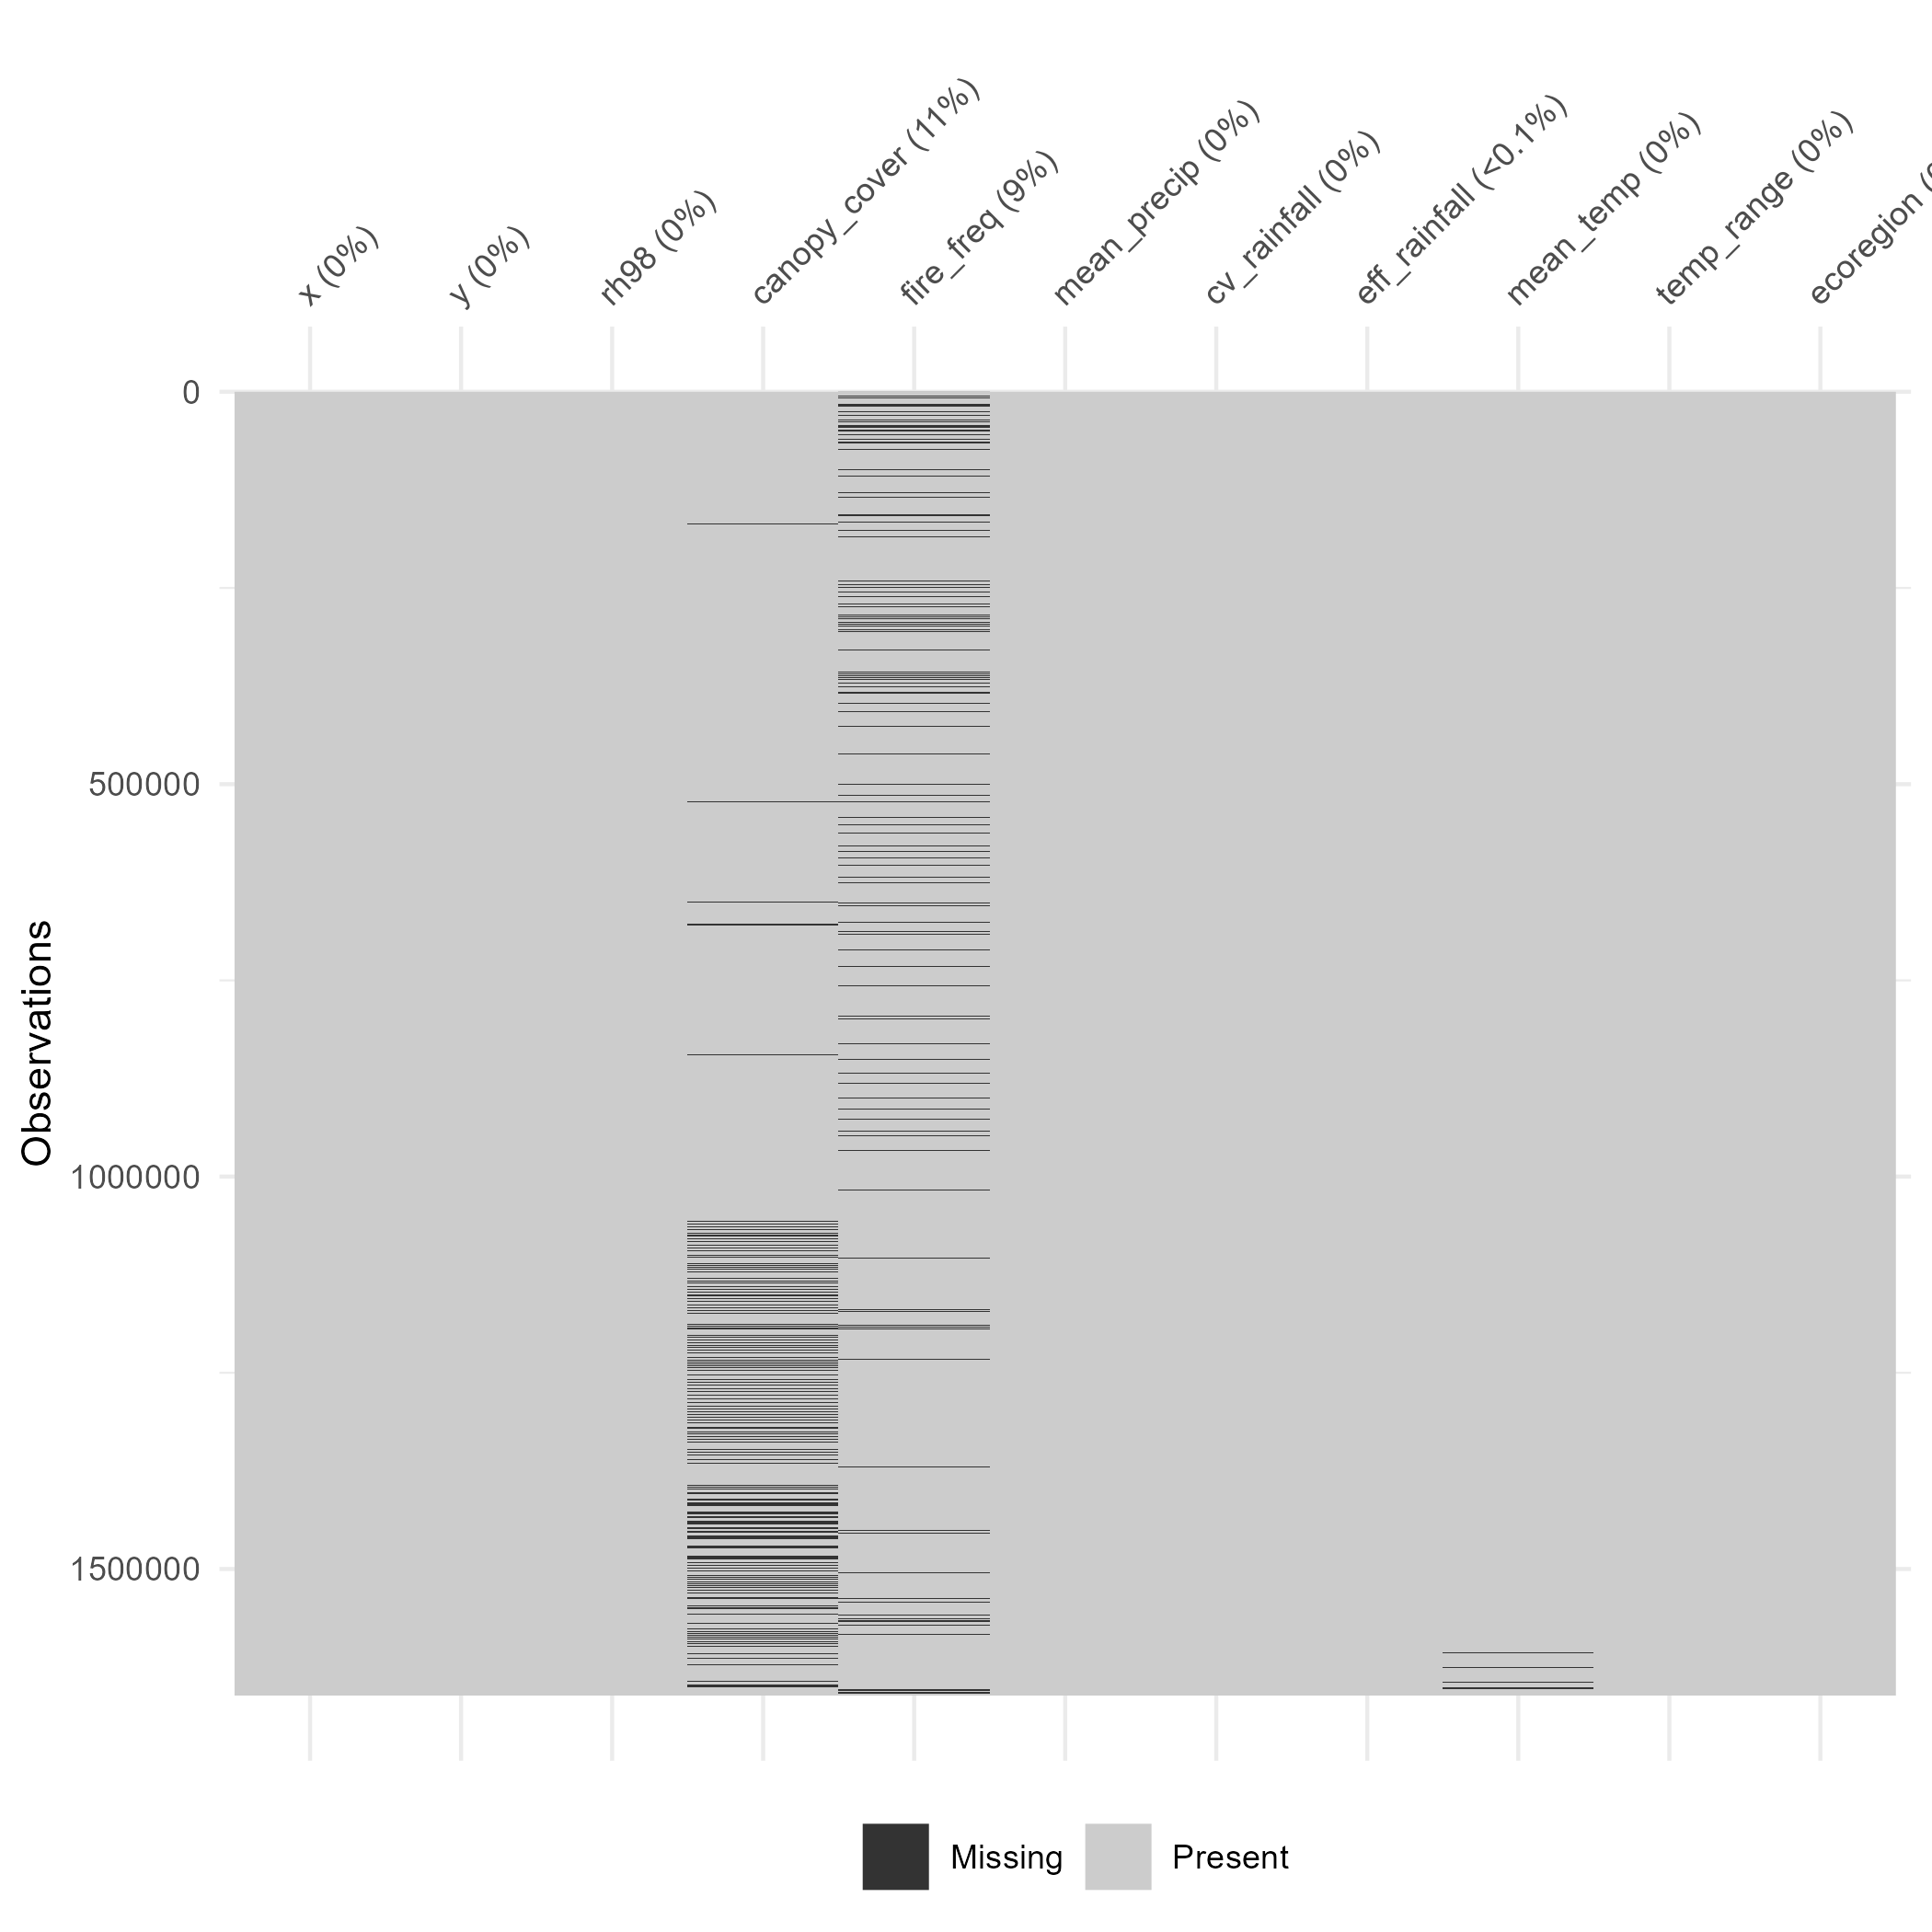 x (0%)
y (0%)
rh98 (0%)
canopy_cover (11%)
fire_freq (9%)
mean_precip (0%)
cv_rainfall (0%)
eff_rainfall (<0.1%)
mean_temp (0%)
temp_range (0%)
ecoregion
0
500000
1000000
1500000
Observations
Missing
Present